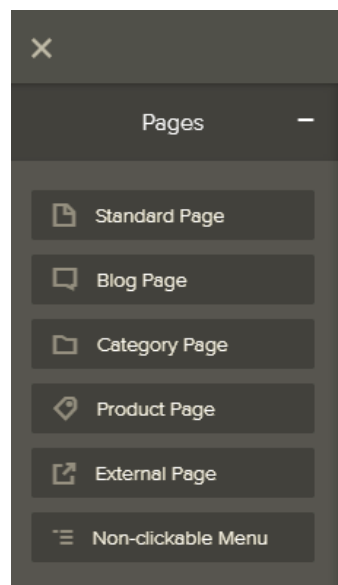 Pages
Standard Page
Blog Page
Category Page
Product Page
External Page
Non-clickable Menu